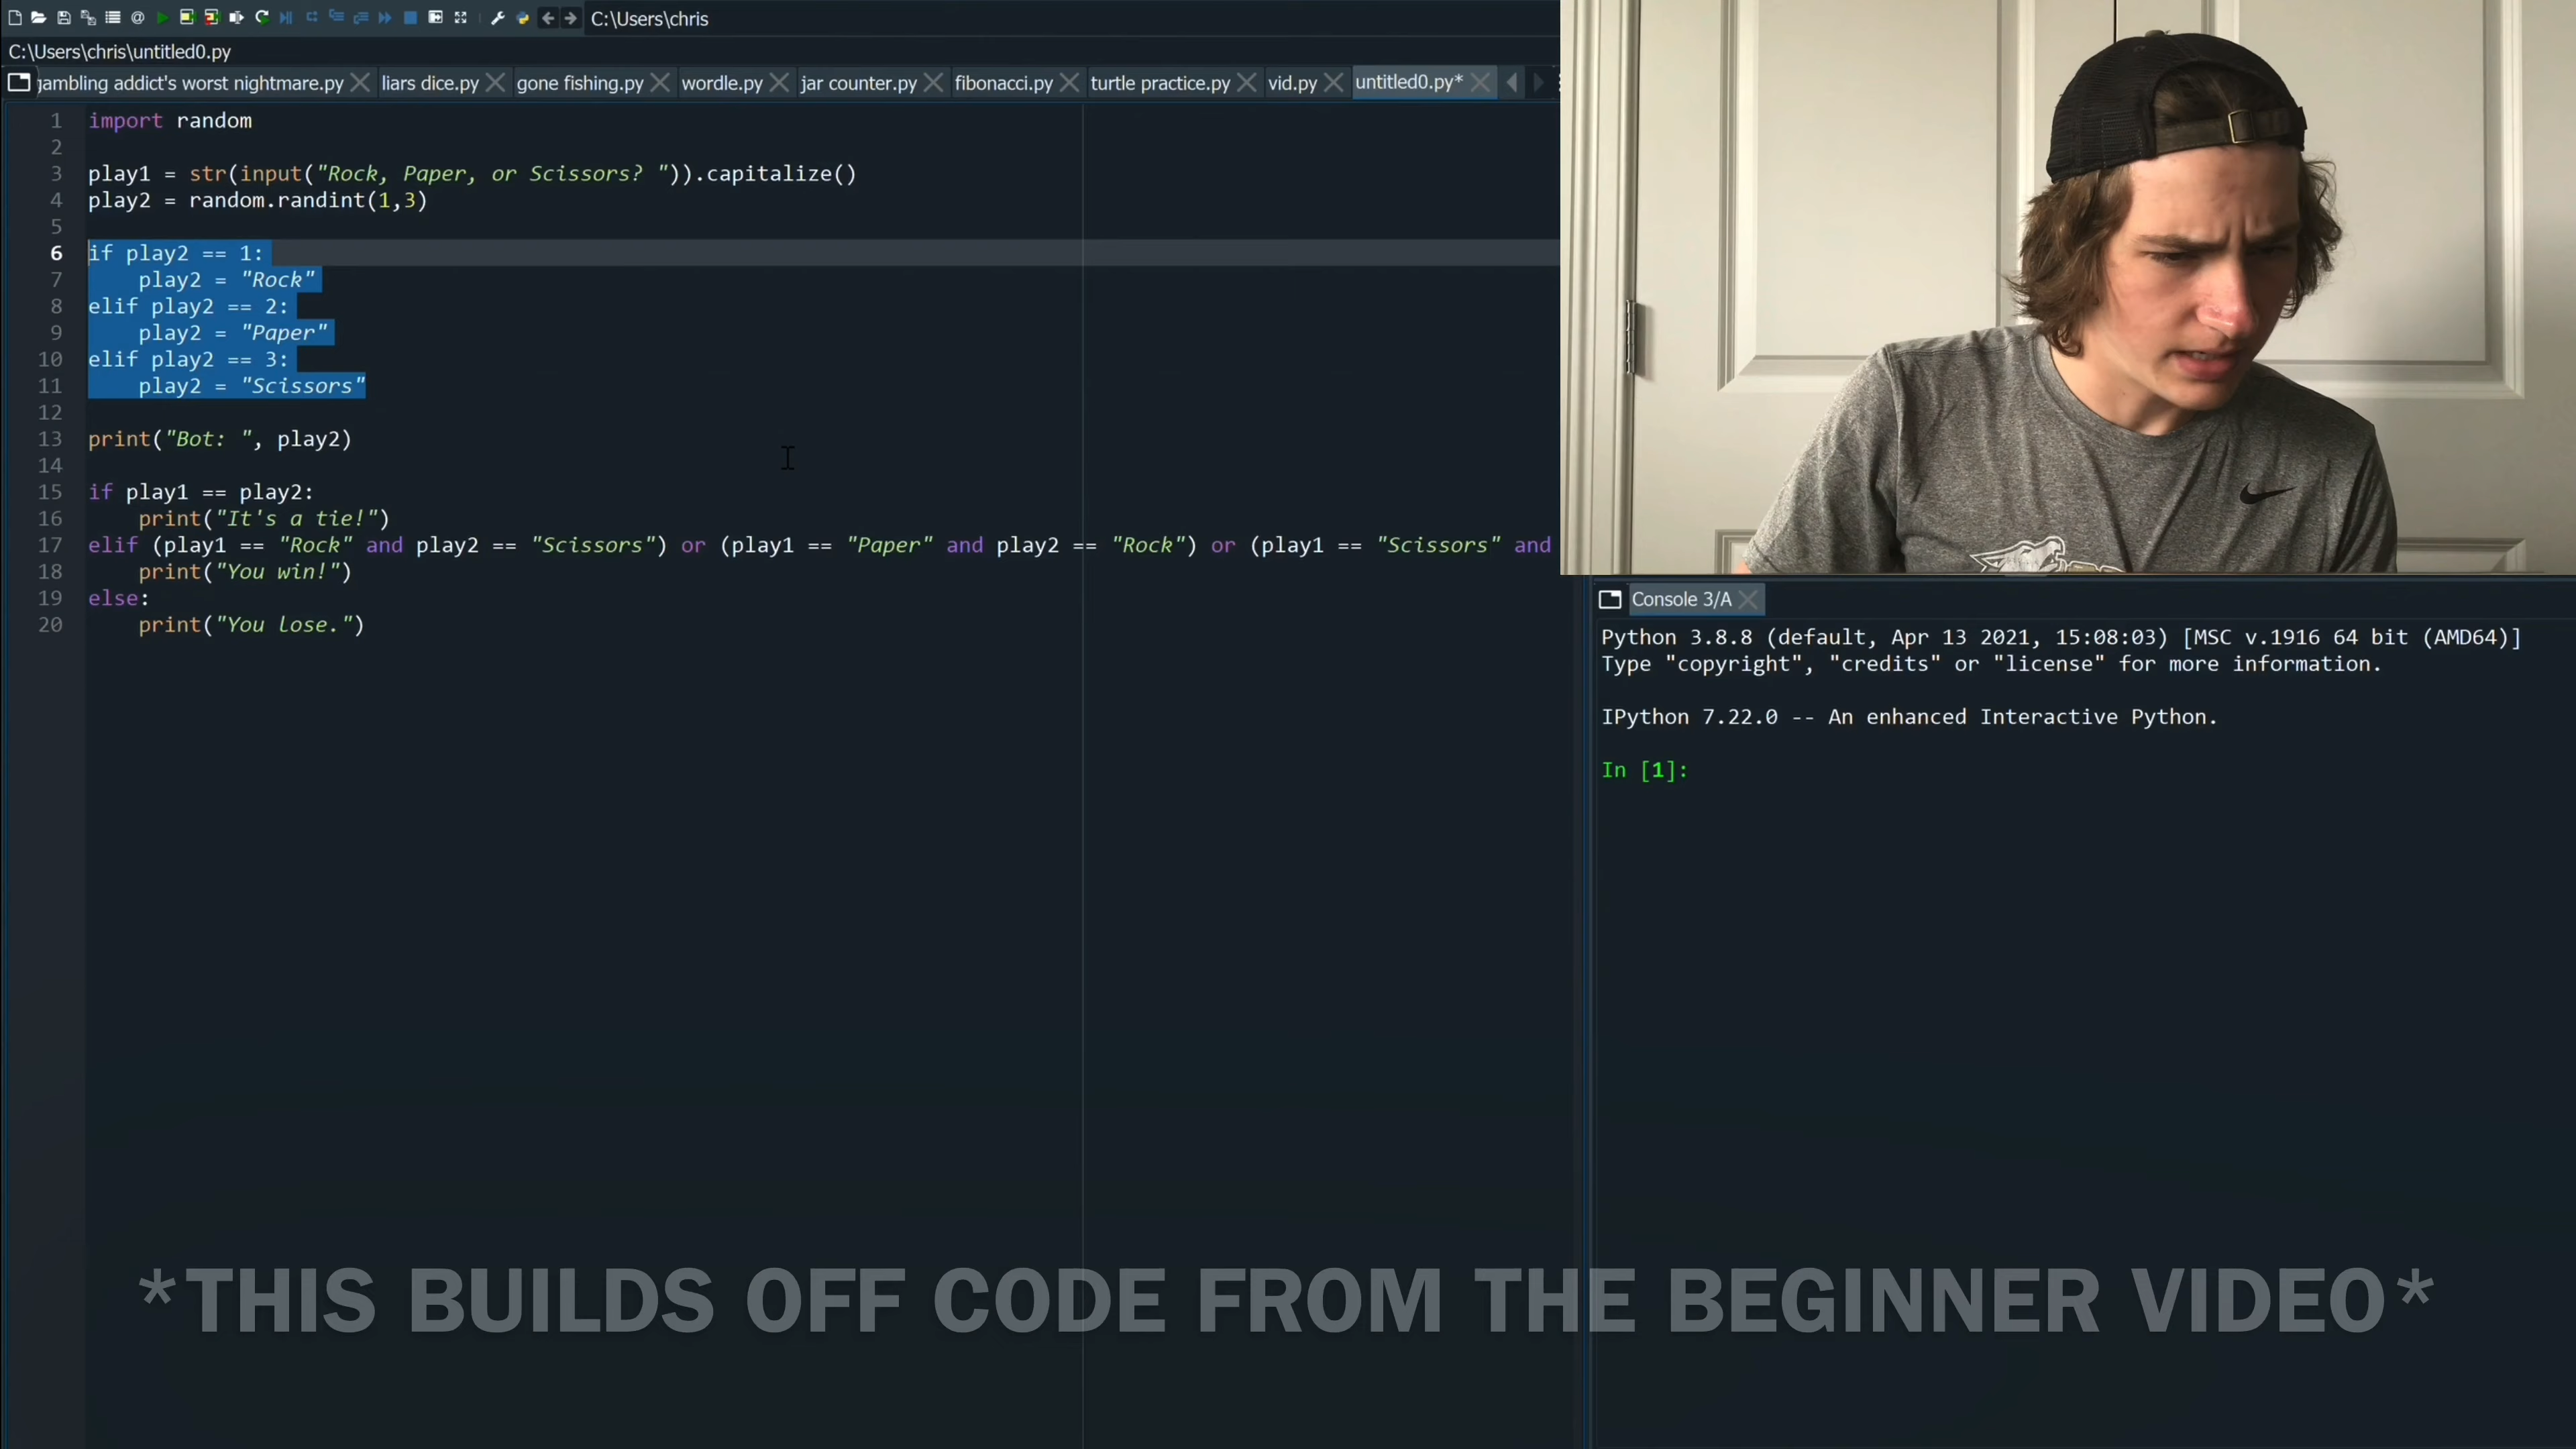 C:\Users\chris
C:\Users\chris\untitled0.py
gambling addict's worst nightmare.py liars dice.py gone fishing.py wordle.py jar counter.py fibonacci.py turtle practice.py vid.py untitled0.py*
1 import random
2
3 play1 = str(input("Rock, Paper, or Scissors? ")).capitalize()
4 play2 = random.randint(1,3)
5
6 if play2 == 1:
7 play2 = "Rock"
8 elif play2 == 2:
9 play2 = "Paper"
10 elif play2 == 3:
11 play2 = "Scissors"
12
13 print("Bot: ", play2)
14
15 if play1 == play2:
16 print("It's a tie!")
17 elif (play1 == "Rock" and play2 == "Scissors") or (play1 == "Paper" and play2 == "Rock") or (play1 == "Scissors" and
18 print("You win!")
19 else:
20 print("You lose.")
Console 3/A
Python 3.8.8 (default, Apr 13 2021, 15:08:03) [MSC v.1916 64 bit (AMD64)]
Type "copyright", "credits" or "license" for more information.
IPython 7.22.0 -- An enhanced Interactive Python.
In [1]:
*THIS BUILDS OFF CODE FROM THE BEGINNER VIDEO*